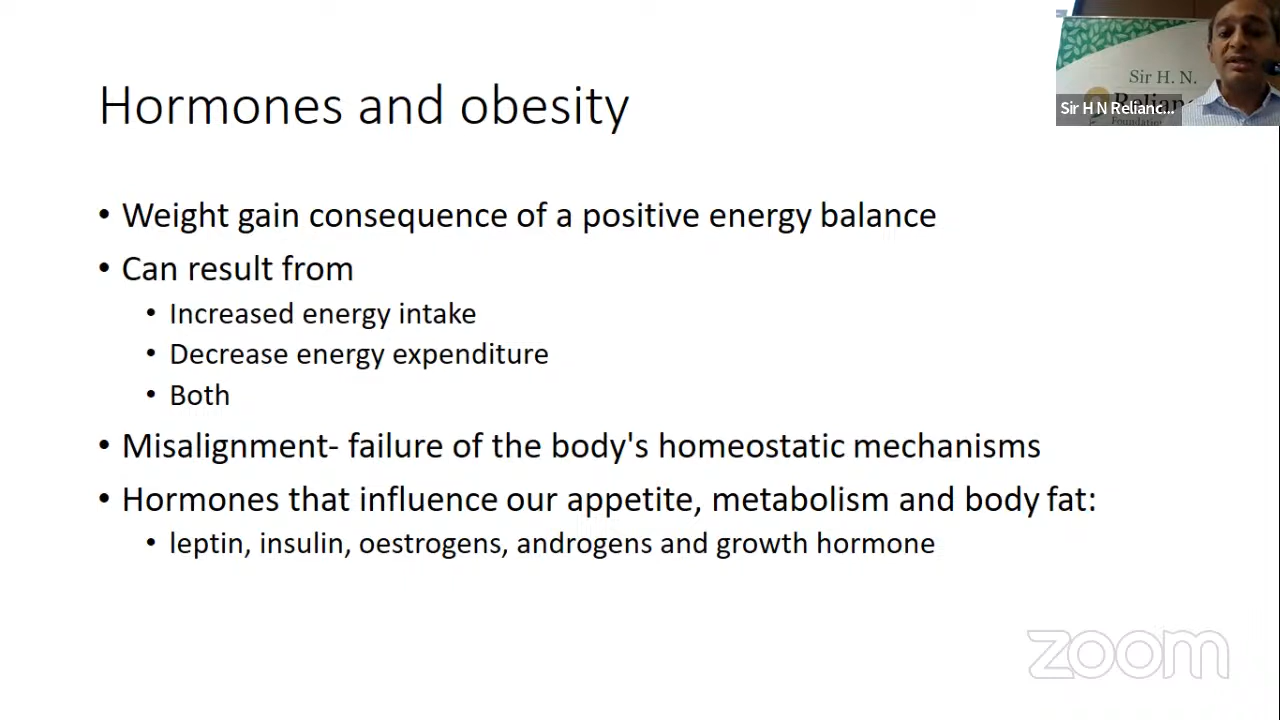 Hormones and obesity
• Weight gain consequence of a positive energy balance
• Can result from
• Increased energy intake
• Decrease energy expenditure
• Both
• Misalignment- failure of the body's homeostatic mechanisms
• Hormones that influence our appetite, metabolism and body fat:
• leptin, insulin, oestrogens, androgens and growth hormone
Sir H. N.
Sir H N Relianc...
zoom